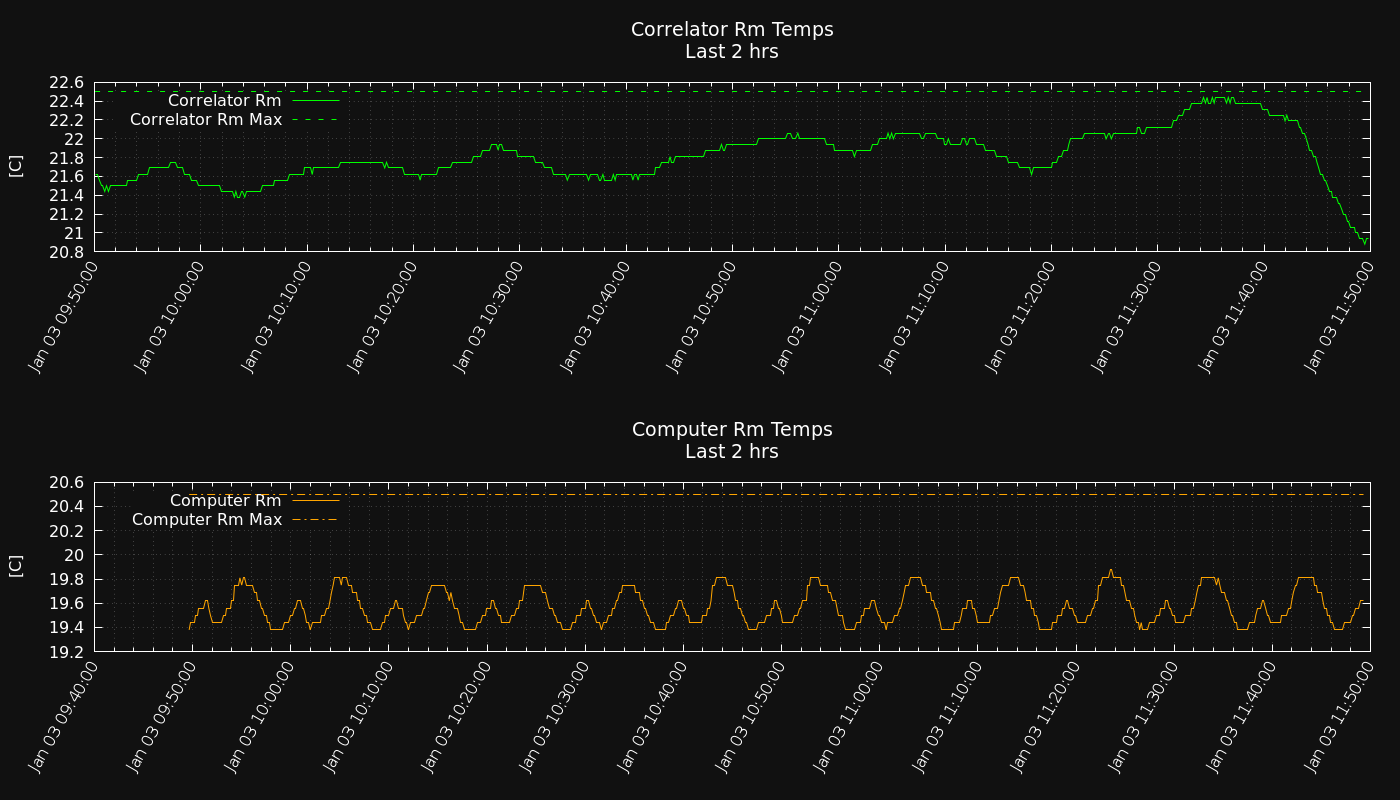 Correlator Rm Temps
Last 2 hrs
22.6
22.4
22.2
22
21.8
21.6
21.4
21.2
21
20.8
[C]
Correlator Rm
Correlator Rm Max
Jan 03 09:50:00
Jan 03 10:00:00
Jan 03 10:10:00
Jan 03 10:20:00
Jan 03 10:30:00
Jan 03 10:40:00
Jan 03 10:50:00
Jan 03 11:00:00
Jan 03 11:10:00
Jan 03 11:20:00
Jan 03 11:30:00
Jan 03 11:40:00
Jan 03 11:50:00
Computer Rm Temps
Last 2 hrs
20.6
20.4
20.2
20
19.8
19.6
19.4
19.2
[C]
Computer Rm
Computer Rm Max
Jan 03 09:40:00
Jan 03 09:50:00
Jan 03 10:00:00
Jan 03 10:10:00
Jan 03 10:20:00
Jan 03 10:30:00
Jan 03 10:40:00
Jan 03 10:50:00
Jan 03 11:00:00
Jan 03 11:10:00
Jan 03 11:20:00
Jan 03 11:30:00
Jan 03 11:40:00
Jan 03 11:50:00